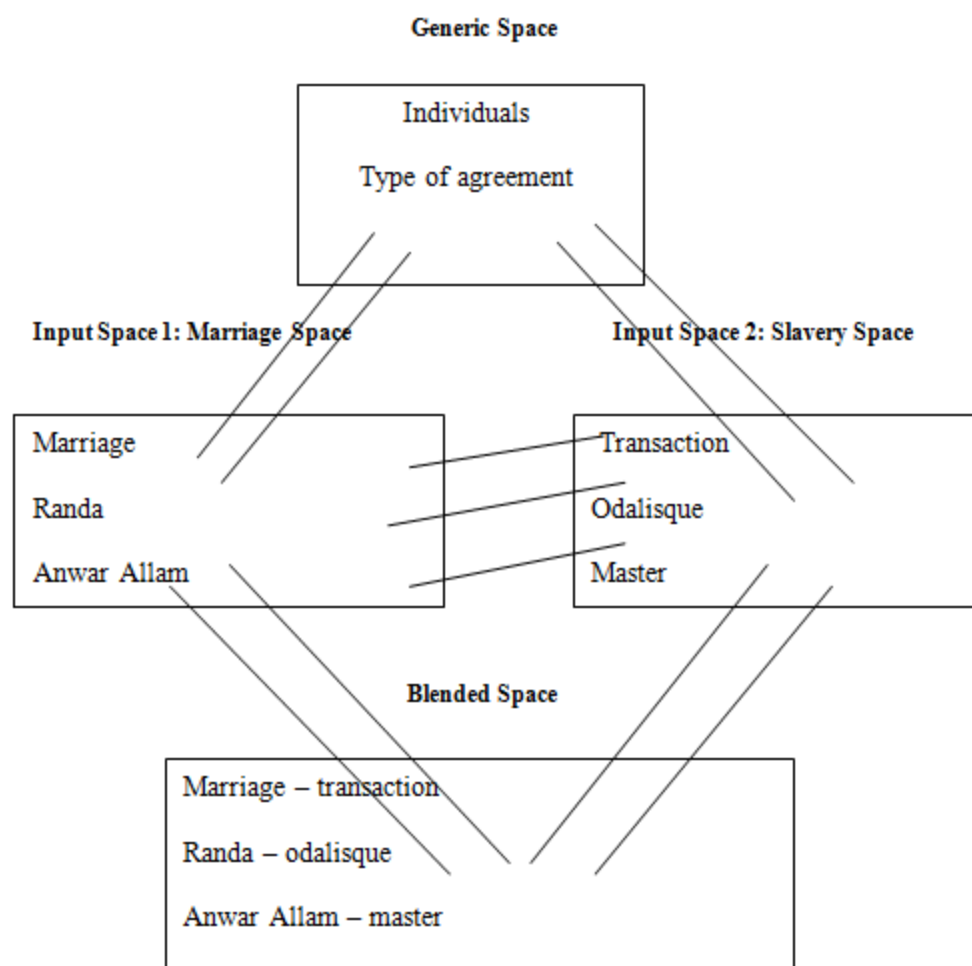 Generic Space
Individuals
Type of agreement
Input Space 1: Marriage Space
Input Space 2: Slavery Space
Marriage
Randa
Anwar Allam
Transaction
Odalisque
Master
Blended Space
Marriage – transaction
Randa – odalisque
Anwar Allam – master